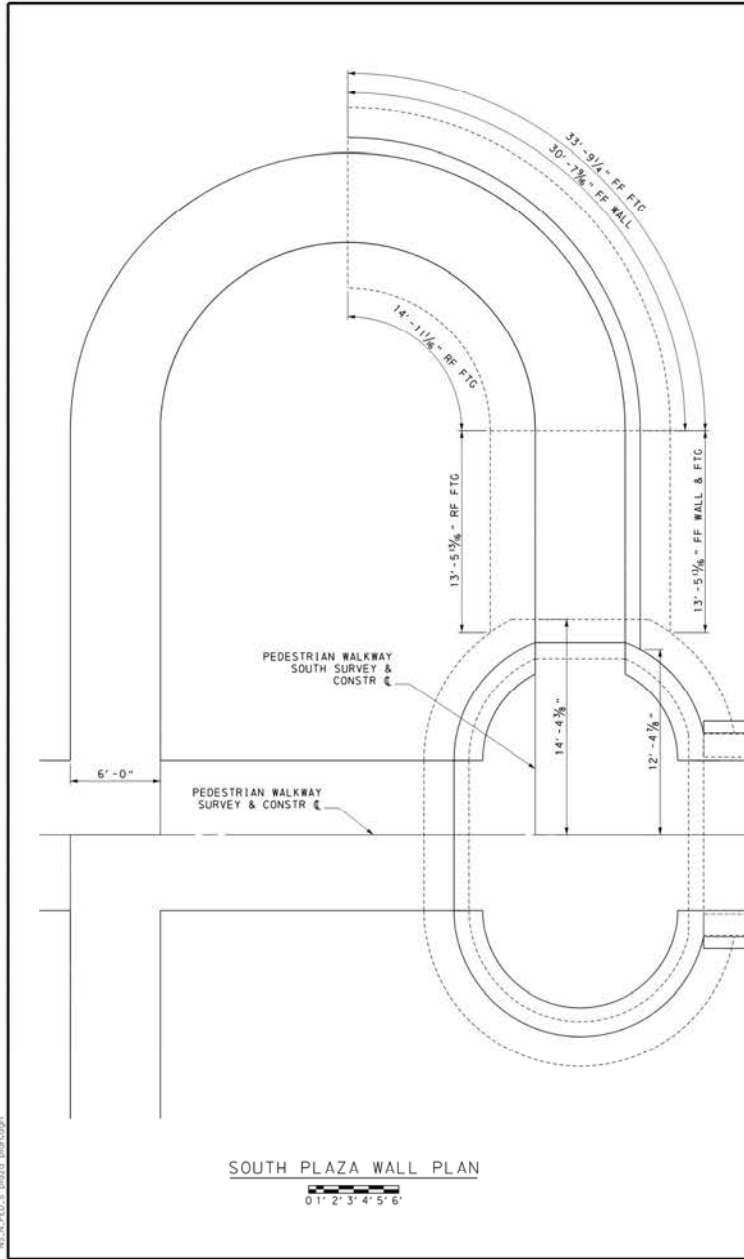 33'-9¼" FF FTG
30'-7⁹⁄₁₆" FF WALL
14'-11¹⁄₁₆" RF FTG
13'-5¹³⁄₁₆" RF FTG
13'-5¹³⁄₁₆" FF WALL & FTG
PEDESTRIAN WALKWAY
SOUTH SURVEY &
CONSTR ℄
14'-4⅜"
12'-4⅞"
6'-0"
PEDESTRIAN WALKWAY
SURVEY & CONSTR ℄
SOUTH PLAZA WALL PLAN
0 1' 2' 3' 4' 5' 6'